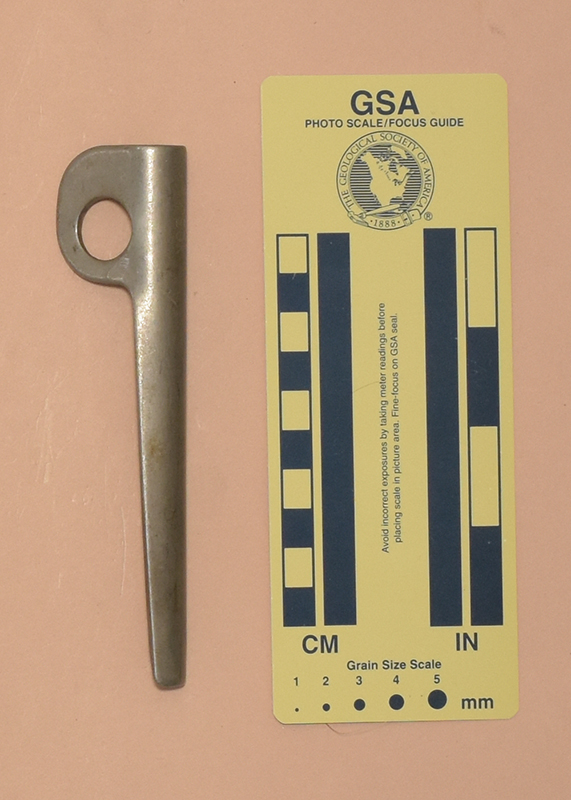 GSA
PHOTO SCALE/FOCUS GUIDE
THE GEOLOGICAL SOCIETY OF AMERICA
·1888·
®
Avoid incorrect exposures by taking meter readings before
placing scale in picture area. Fine-focus on GSA seal.
CM
IN
Grain Size Scale
1 2 3 4 5
mm